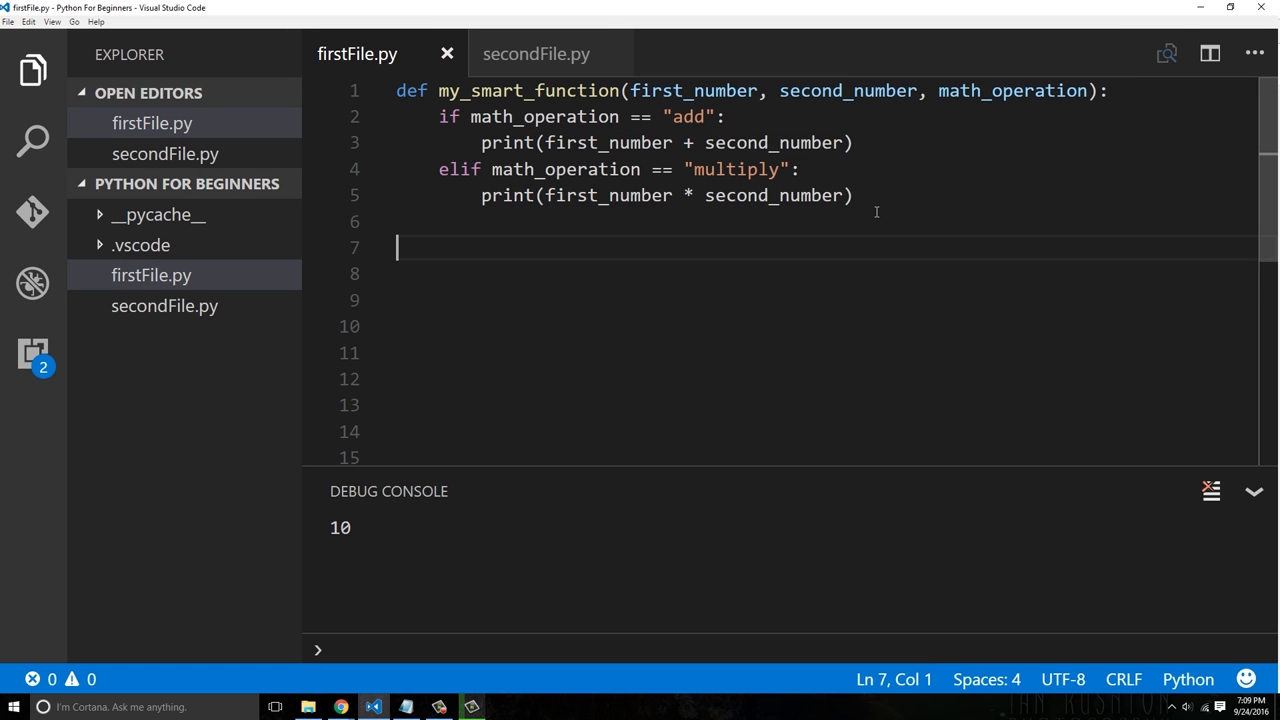 firstFile.py - Python For Beginners - Visual Studio Code
File Edit View Go Help
EXPLORER
OPEN EDITORS
firstFile.py
secondFile.py
PYTHON FOR BEGINNERS
__pycache__
.vscode
firstFile.py
secondFile.py
2
firstFile.py secondFile.py
1 def my_smart_function(first_number, second_number, math_operation):
2 if math_operation == "add":
3 print(first_number + second_number)
4 elif math_operation == "multiply":
5 print(first_number * second_number)
6
7
8
9
10
11
12
13
14
15
DEBUG CONSOLE
10
0 0 Ln 7, Col 1 Spaces: 4 UTF-8 CRLF Python
I'm Cortana. Ask me anything.
7:09 PM
9/24/2016